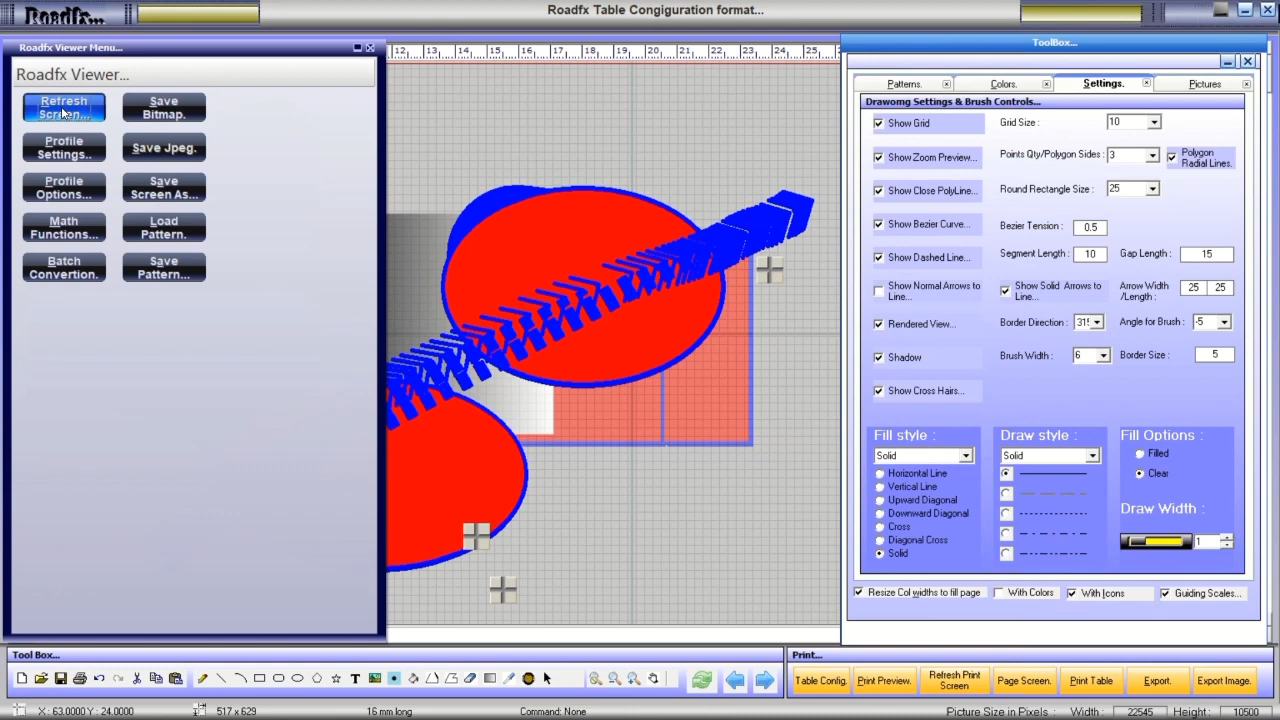 Roadfx...
Roadfx Table Congiguration format...
Roadfx Viewer Menu...
Roadfx Viewer...
Refresh
Screen...
Save
Bitmap.
Profile
Settings..
Save Jpeg.
Profile
Options...
Save
Screen As...
Math
Functions...
Load
Pattern.
Batch
Convertion.
Save
Pattern...
12 13 14 15 16 17 18 19 20 21 22 23 24 25
ToolBox...
Patterns. Colors. Settings. Pictures
Drawomg Settings & Brush Controls...
Show Grid
Grid Size : 10
Show Zoom Preview...
Points Qty/Polygon Sides : 3
Polygon
Radial Lines.
Show Close PolyLine...
Round Rectangle Size : 25
Show Bezier Curve...
Bezier Tension : 0.5
Show Dashed Line...
Segment Length : 10 Gap Length : 15
Show Normal Arrows to
Line...
Show Solid Arrows to
Line...
Arrow Width
/Length : 25 25
Rendered View...
Border Direction : 315 Angle for Brush : -5
Shadow
Brush Width : 6 Border Size : 5
Show Cross Hairs...
Fill style :
Solid
Horizontal Line
Vertical Line
Upward Diagonal
Downward Diagonal
Cross
Diagonal Cross
Solid
Draw style :
Solid
Fill Options :
Filled
Clear
Draw Width :
1
Resize Col widths to fill page With Colors With Icons Guiding Scales...
Tool Box...
T
Print...
Table Config. Print Preview. Refresh Print
Screen Page Screen. Print Table Export. Export Image.
X : 63.0000 Y : 24.0000 517 x 629 16 mm long Command: None Picture Size in Pixels : Width : 22545 Height : 10500